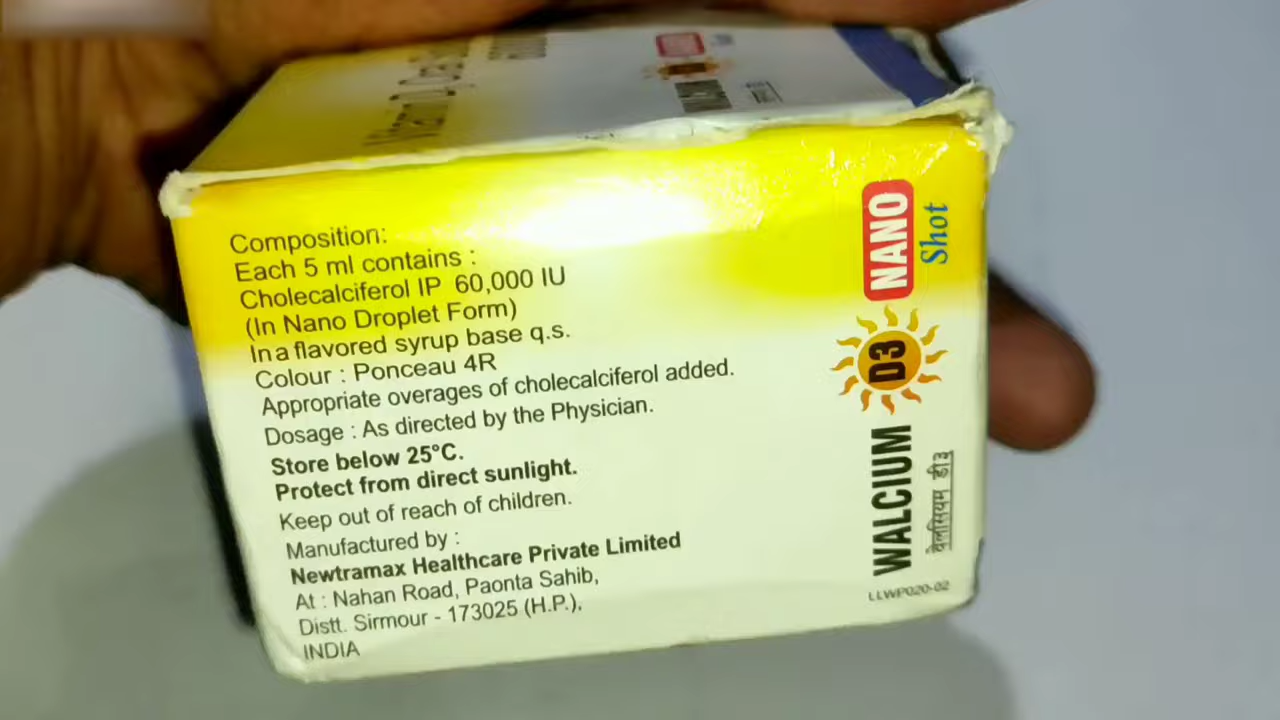 Composition:
Each 5 ml contains :
Cholecalciferol IP 60,000 IU
(In Nano Droplet Form)
In a flavored syrup base q.s.
Colour : Ponceau 4R
Appropriate overages of cholecalciferol added.
Dosage : As directed by the Physician.
Store below 25°C.
Protect from direct sunlight.
Keep out of reach of children.
Manufactured by :
Newtramax Healthcare Private Limited
At : Nahan Road, Paonta Sahib,
Distt. Sirmour - 173025 (H.P.).
INDIA
WALCIUM D3 NANO
Shot
वेलसियम डी३
LLWP020-02